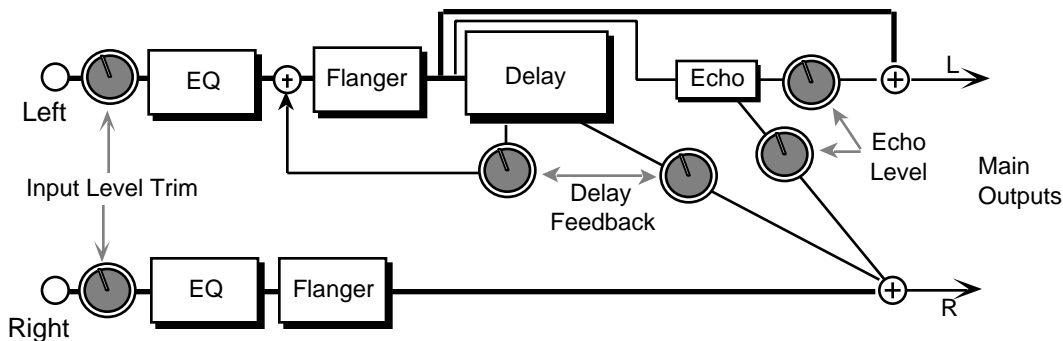 Left
EQ
+
Flanger
Delay
Echo
+
L
Input Level Trim
Delay
Feedback
Echo
Level
Main
Outputs
Right
EQ
Flanger
+
R